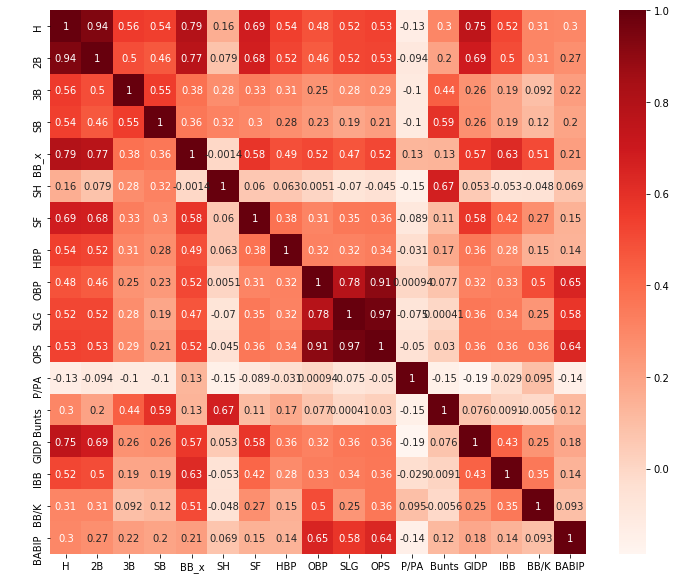 H 1 0.94 0.56 0.54 0.79 0.16 0.69 0.54 0.48 0.52 0.53 -0.13 0.3 0.75 0.52 0.31 0.3
2B 0.94 1 0.5 0.46 0.77 0.079 0.68 0.52 0.46 0.52 0.53 -0.094 0.2 0.69 0.5 0.31 0.27
3B 0.56 0.5 1 0.55 0.38 0.28 0.33 0.31 0.25 0.28 0.29 -0.1 0.44 0.26 0.19 0.092 0.22
SB 0.54 0.46 0.55 1 0.36 0.32 0.3 0.28 0.23 0.19 0.21 -0.1 0.59 0.26 0.19 0.12 0.2
BB_x 0.79 0.77 0.38 0.36 1 -0.0014 0.58 0.49 0.52 0.47 0.52 0.13 0.13 0.57 0.63 0.51 0.21
SH 0.16 0.079 0.28 0.32 -0.0014 1 0.06 0.063 0.0051 -0.07 -0.045 -0.15 0.67 0.053 -0.053 -0.048 0.069
SF 0.69 0.68 0.33 0.3 0.58 0.06 1 0.38 0.31 0.35 0.36 -0.089 0.11 0.58 0.42 0.27 0.15
HBP 0.54 0.52 0.31 0.28 0.49 0.063 0.38 1 0.32 0.32 0.34 -0.031 0.17 0.36 0.28 0.15 0.14
OBP 0.48 0.46 0.25 0.23 0.52 0.0051 0.31 0.32 1 0.78 0.91 0.00094 0.077 0.32 0.33 0.5 0.65
SLG 0.52 0.52 0.28 0.19 0.47 -0.07 0.35 0.32 0.78 1 0.97 -0.075 0.00041 0.36 0.34 0.25 0.58
OPS 0.53 0.53 0.29 0.21 0.52 -0.045 0.36 0.34 0.91 0.97 1 -0.05 0.03 0.36 0.36 0.36 0.64
P/PA -0.13 -0.094 -0.1 -0.1 0.13 -0.15 -0.089 -0.031 0.00094 -0.075 -0.05 1 -0.15 -0.19 -0.029 0.095 -0.14
Bunts 0.3 0.2 0.44 0.59 0.13 0.67 0.11 0.17 0.077 0.00041 0.03 -0.15 1 0.076 0.0091 -0.0056 0.12
GIDP 0.75 0.69 0.26 0.26 0.57 0.053 0.58 0.36 0.32 0.36 0.36 -0.19 0.076 1 0.43 0.25 0.18
IBB 0.52 0.5 0.19 0.19 0.63 -0.053 0.42 0.28 0.33 0.34 0.36 -0.029 0.0091 0.43 1 0.35 0.14
BB/K 0.31 0.31 0.092 0.12 0.51 -0.048 0.27 0.15 0.5 0.25 0.36 0.095 -0.0056 0.25 0.35 1 0.093
BABIP 0.3 0.27 0.22 0.2 0.21 0.069 0.15 0.14 0.65 0.58 0.64 -0.14 0.12 0.18 0.14 0.093 1
H 2B 3B SB BB_x SH SF HBP OBP SLG OPS P/PA Bunts GIDP IBB BB/K BABIP
1.0
0.8
0.6
0.4
0.2
0.0